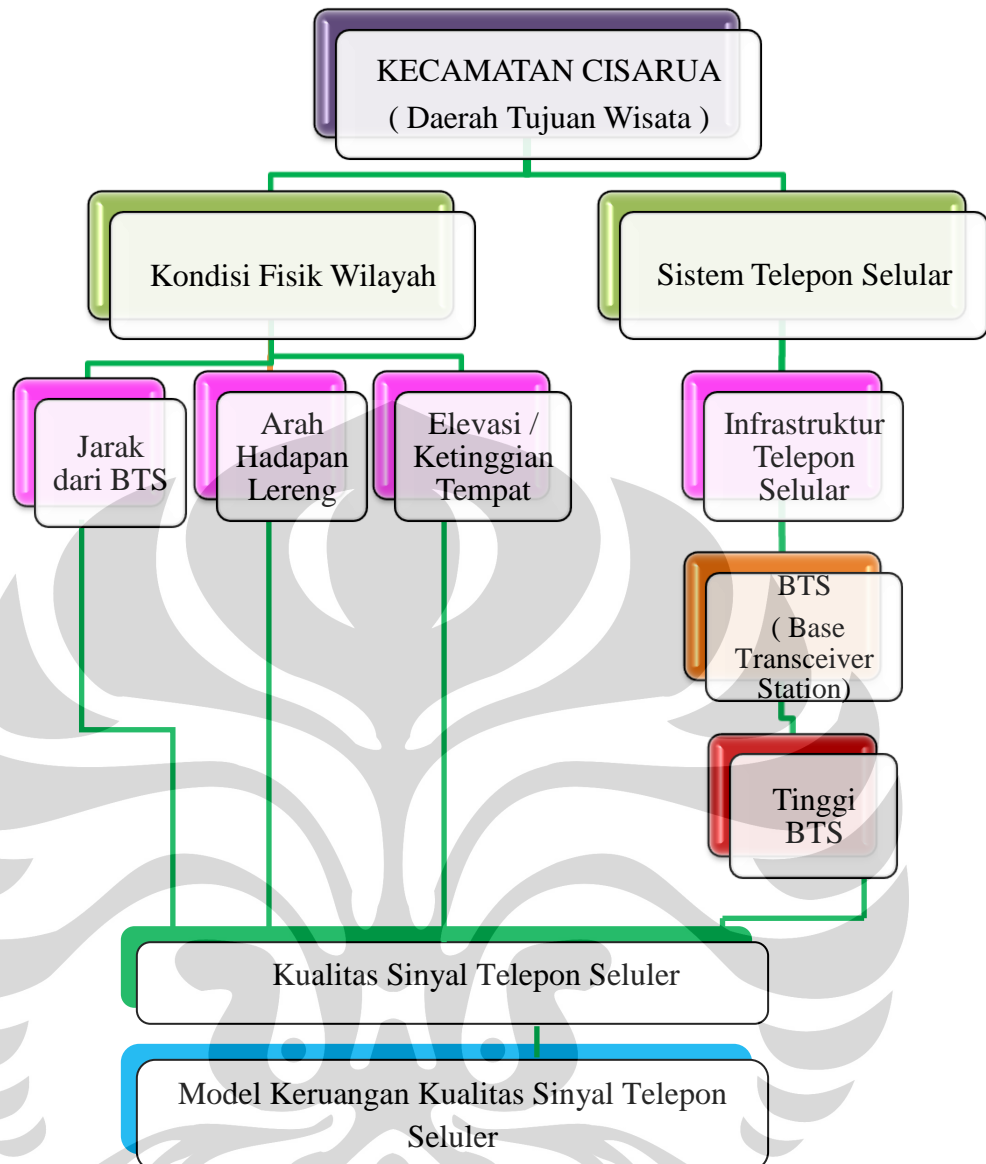 KECAMATAN CISARUA
( Daerah Tujuan Wisata )
Kondisi Fisik Wilayah
Sistem Telepon Selular
Jarak
dari BTS
Arah
Hadapan
Lereng
Elevasi /
Ketinggian
Tempat
Infrastruktur
Telepon
Selular
BTS
( Base
Transceiver
Station)
Tinggi
BTS
Kualitas Sinyal Telepon Seluler
Model Keruangan Kualitas Sinyal Telepon
Seluler